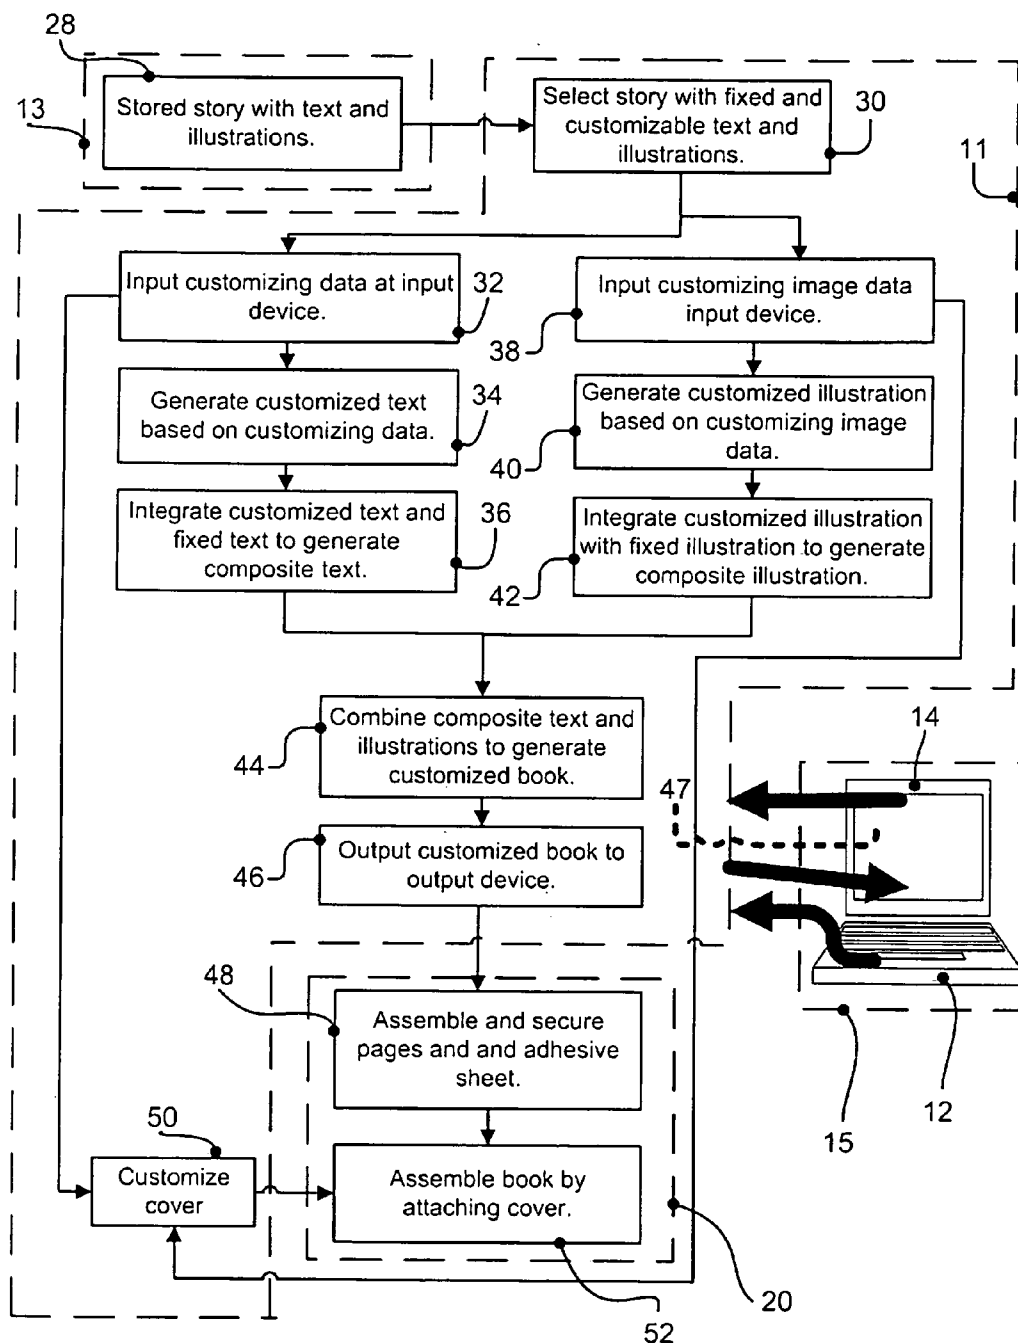 28
13
Stored story with text and
illustrations.
Select story with fixed and
customizable text and
illustrations.
30
11
Input customizing data at input
device.
32
Input customizing image data
input device.
38
Generate customized text
based on customizing data.
34
Generate customized illustration
based on customizing image
data.
40
Integrate customized text and
fixed text to generate
composite text.
36
Integrate customized illustration
with fixed illustration to generate
composite illustration.
42
Combine composite text and
illustrations to generate
customized book.
44
14
47
Output customized book to
output device.
46
48
Assemble and secure
pages and and adhesive
sheet.
12
15
50
Customize
cover
Assemble book by
attaching cover.
20
52